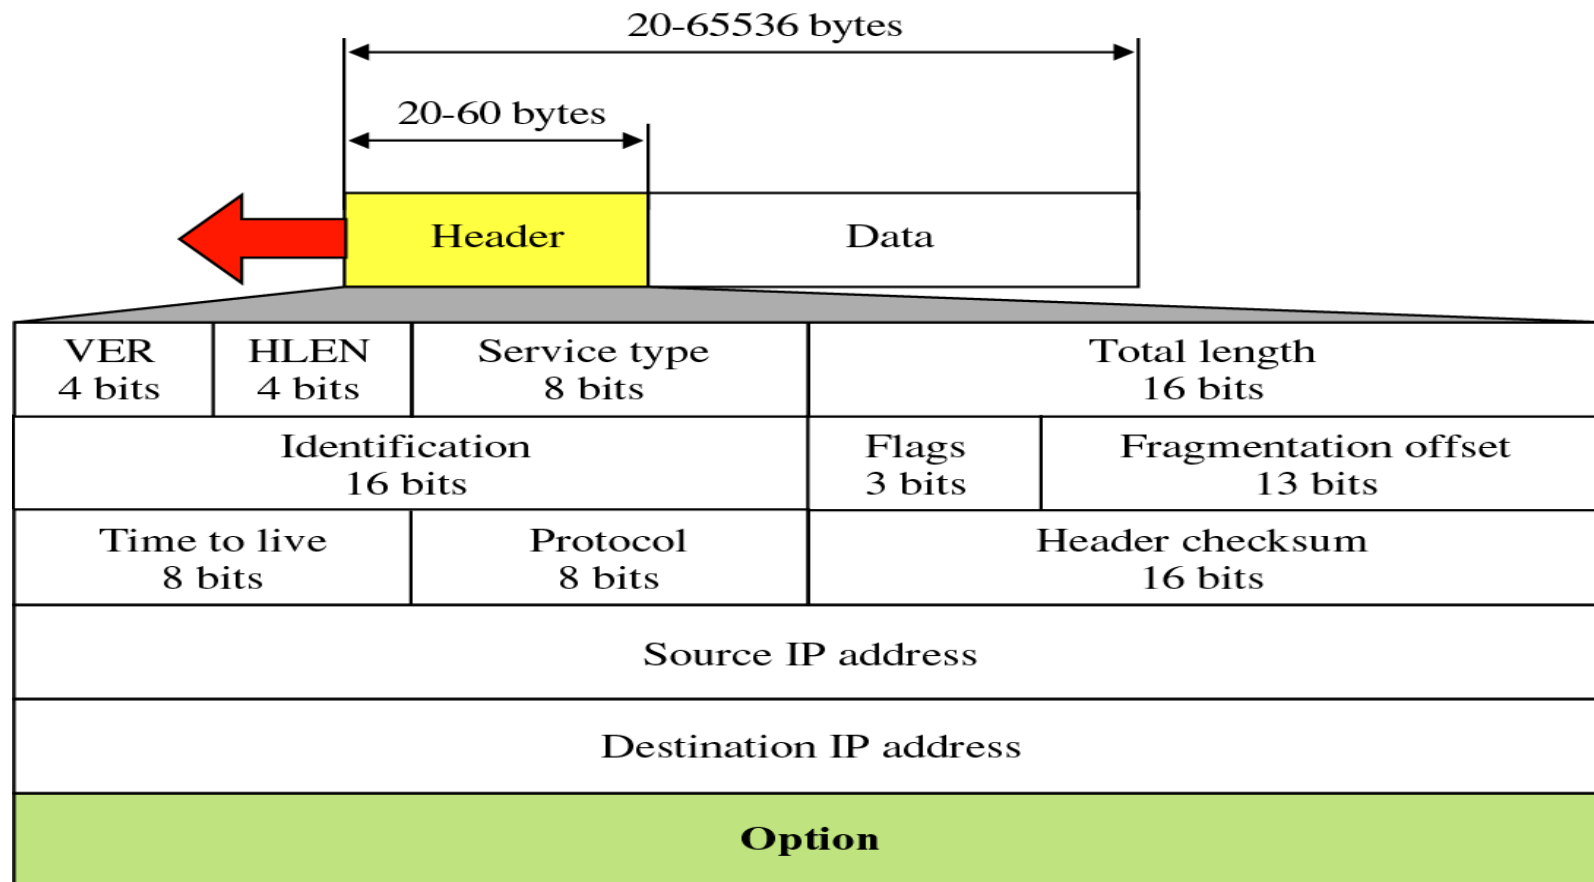 20-65536 bytes
20-60 bytes
Header
Data
VER
4 bits
HLEN
4 bits
Service type
8 bits
Total length
16 bits
Identification
16 bits
Flags
3 bits
Fragmentation offset
13 bits
Time to live
8 bits
Protocol
8 bits
Header checksum
16 bits
Source IP address
Destination IP address
Option